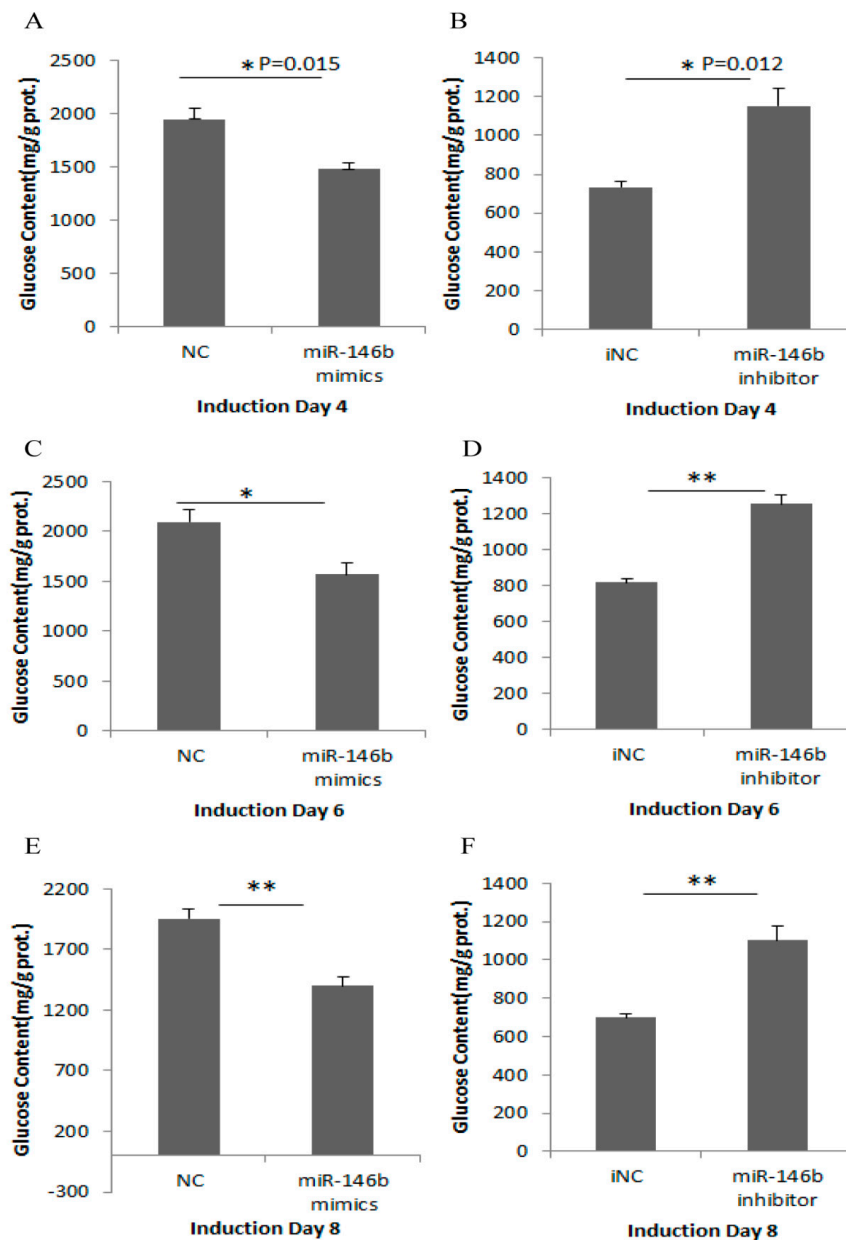 A
Glucose Content(mg/g prot.)
2500
2000
1500
1000
500
0
* P=0.015
NC
miR-146b
mimics
Induction Day 4
B
Glucose Content(mg/g prot.)
1400
1200
1000
800
600
400
200
0
* P=0.012
iNC
miR-146b
inhibitor
Induction Day 4
C
Glucose Content(mg/g prot.)
2500
2000
1500
1000
500
0
*
NC
miR-146b
mimics
Induction Day 6
D
Glucose Content(mg/g prot.)
1400
1200
1000
800
600
400
200
0
**
iNC
miR-146b
inhibitor
Induction Day 6
E
Glucose Content(mg/g prot.)
2200
1700
1200
700
200
-300
**
NC
miR-146b
mimics
Induction Day 8
F
Glucose Content(mg/g prot.)
1400
1200
1000
800
600
400
200
0
**
iNC
miR-146b
inhibitor
Induction Day 8